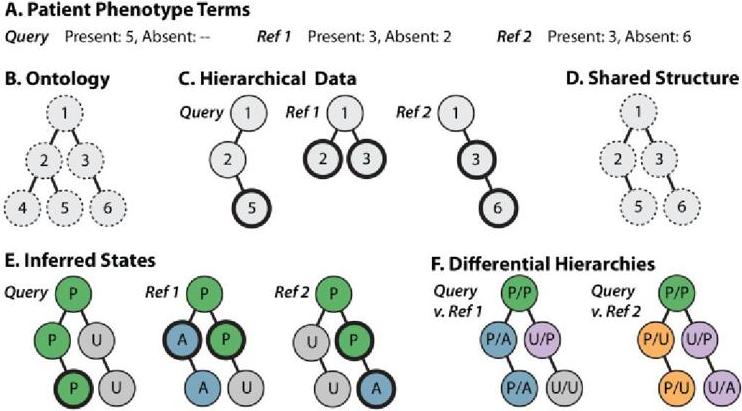 A. Patient Phenotype Terms
Query Present: 5, Absent: -- Ref 1 Present: 3, Absent: 2 Ref 2 Present: 3, Absent: 6
B. Ontology C. Hierarchical Data D. Shared Structure
1 Query 1 Ref 1 1 Ref 2 1 1
2 3 2 2 3 3 2 3
4 5 6 5 6 5 6
E. Inferred States F. Differential Hierarchies
Query P Ref 1 P Ref 2 P Query v. Ref 1 P/P Query v. Ref 2 P/P
P U A P U P P/A U/P P/U U/P
P U A U U A P/A U/U P/U U/A